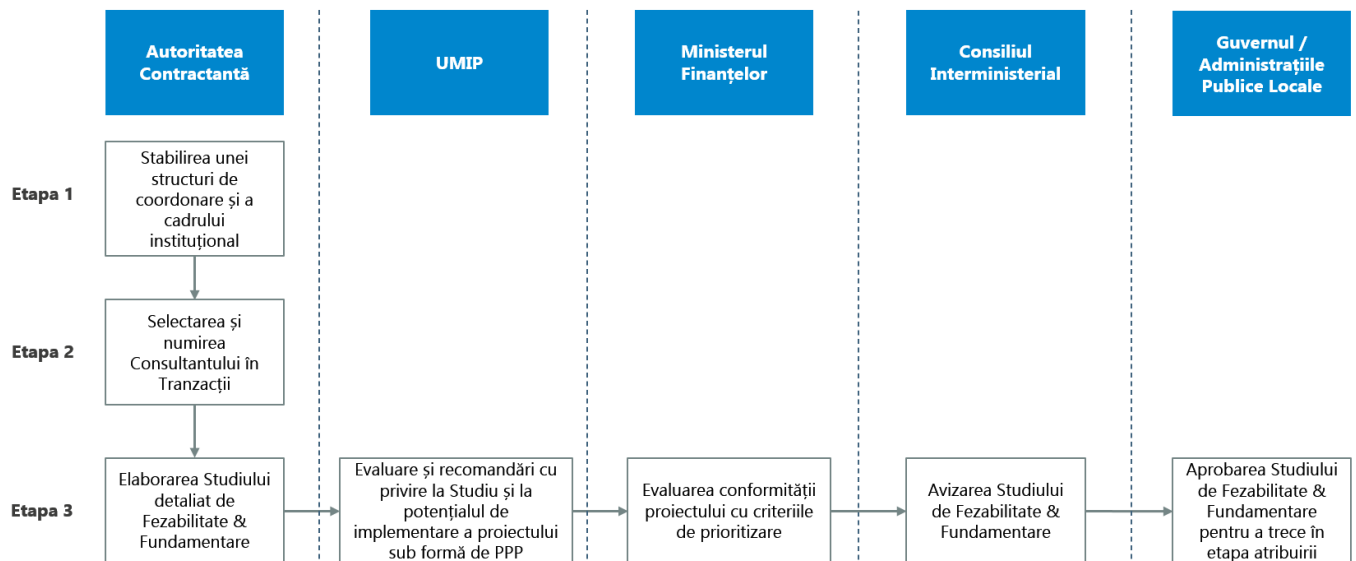 Autoritatea
Contractantă
UMIP
Ministerul
Finanțelor
Consiliul
Interministerial
Guvernul /
Administrațiile
Publice Locale
Etapa 1
Stabilirea unei
structuri de
coordonare și a
cadrului
instituțional
Etapa 2
Selectarea și
numirea
Consultantului în
Tranzacții
Etapa 3
Elaborarea Studiului
detaliat de
Fezabilitate &
Fundamentare
Evaluare și recomandări cu
privire la Studiu și la
potențialul de
implementare a proiectului
sub formă de PPP
Evaluarea conformității
proiectului cu criteriile
de prioritizare
Avizarea Studiului
de Fezabilitate &
Fundamentare
Aprobarea Studiului
de Fezabilitate &
Fundamentare
pentru a trece în
etapa atribuirii